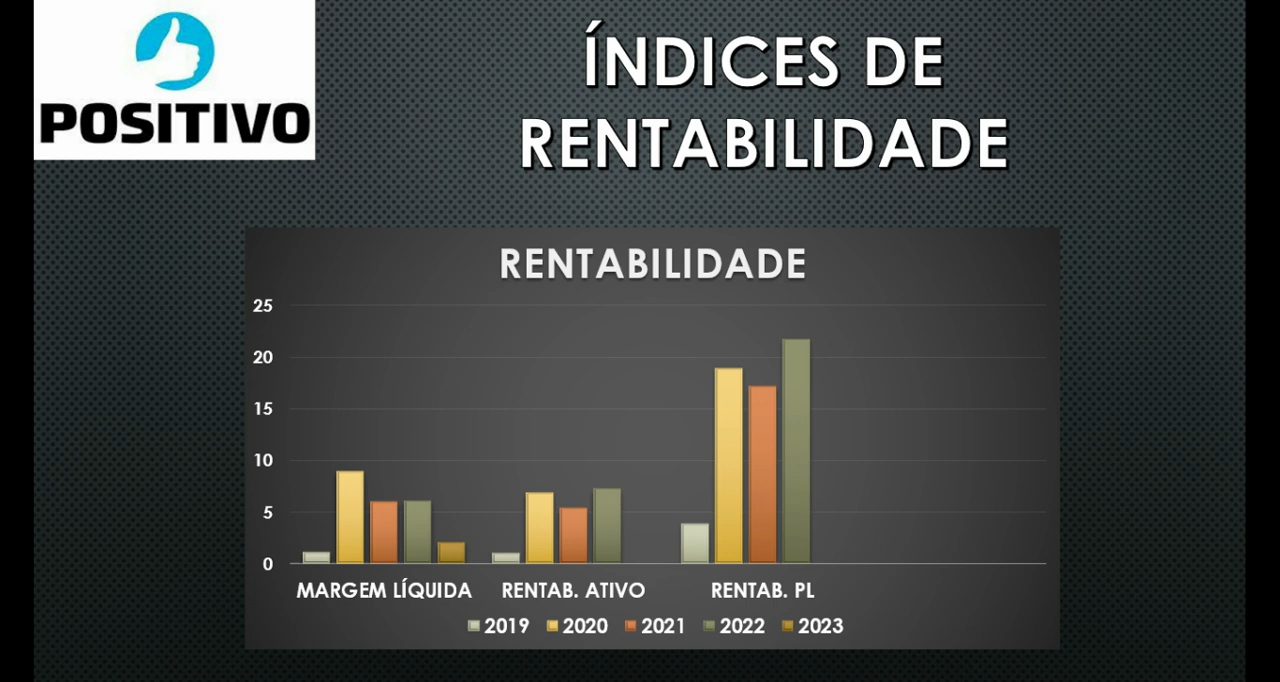 POSITIVO
ÍNDICES DE
RENTABILIDADE
RENTABILIDADE
25
20
15
10
5
0
MARGEM LÍQUIDA RENTAB. ATIVO RENTAB. PL
2019 2020 2021 2022 2023